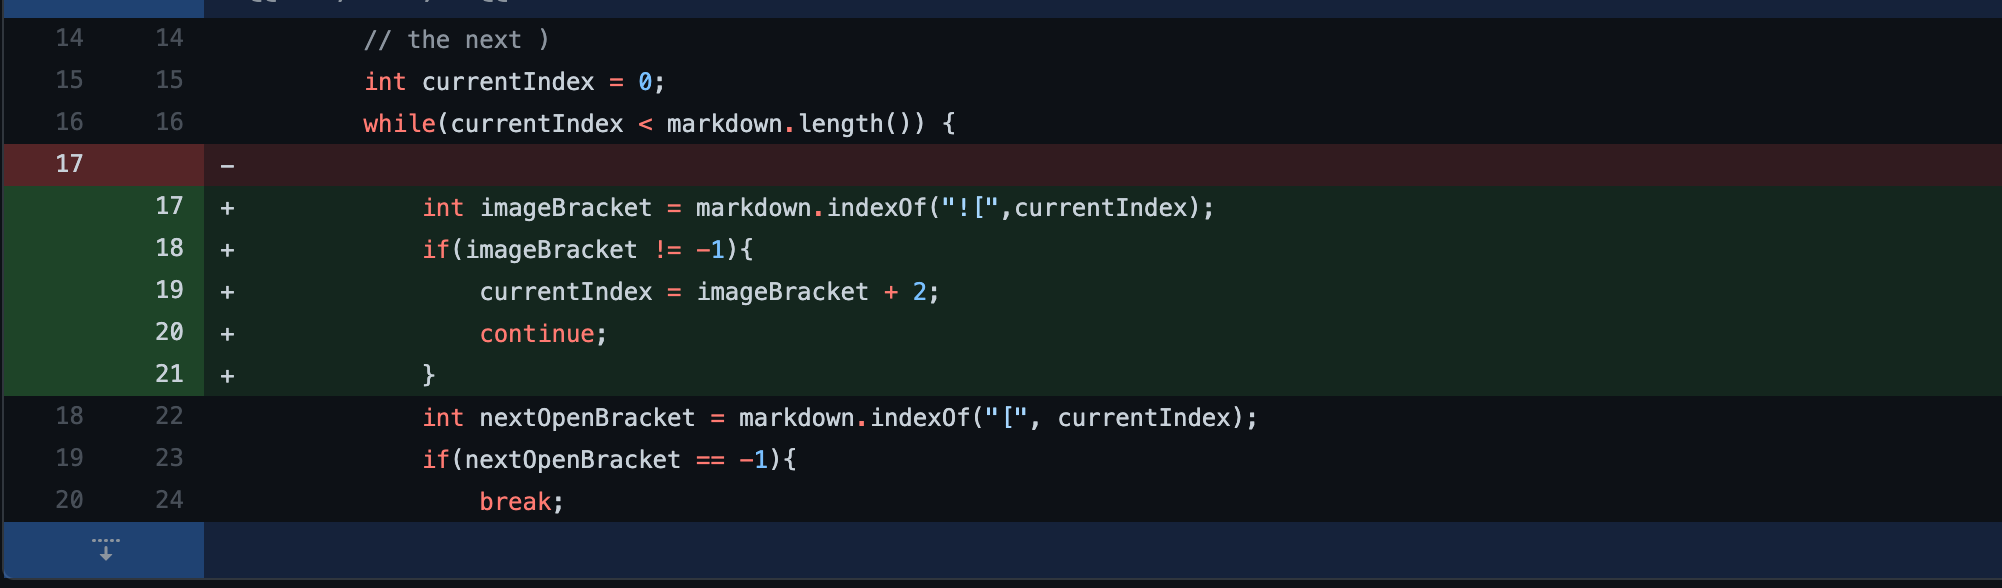 14 14 // the next )
15 15 int currentIndex = 0;
16 16 while(currentIndex < markdown.length()) {
17 -
17 + int imageBracket = markdown.indexOf("![",currentIndex);
18 + if(imageBracket != -1){
19 + currentIndex = imageBracket + 2;
20 + continue;
21 + }
18 22 int nextOpenBracket = markdown.indexOf("[", currentIndex);
19 23 if(nextOpenBracket == -1){
20 24 break;